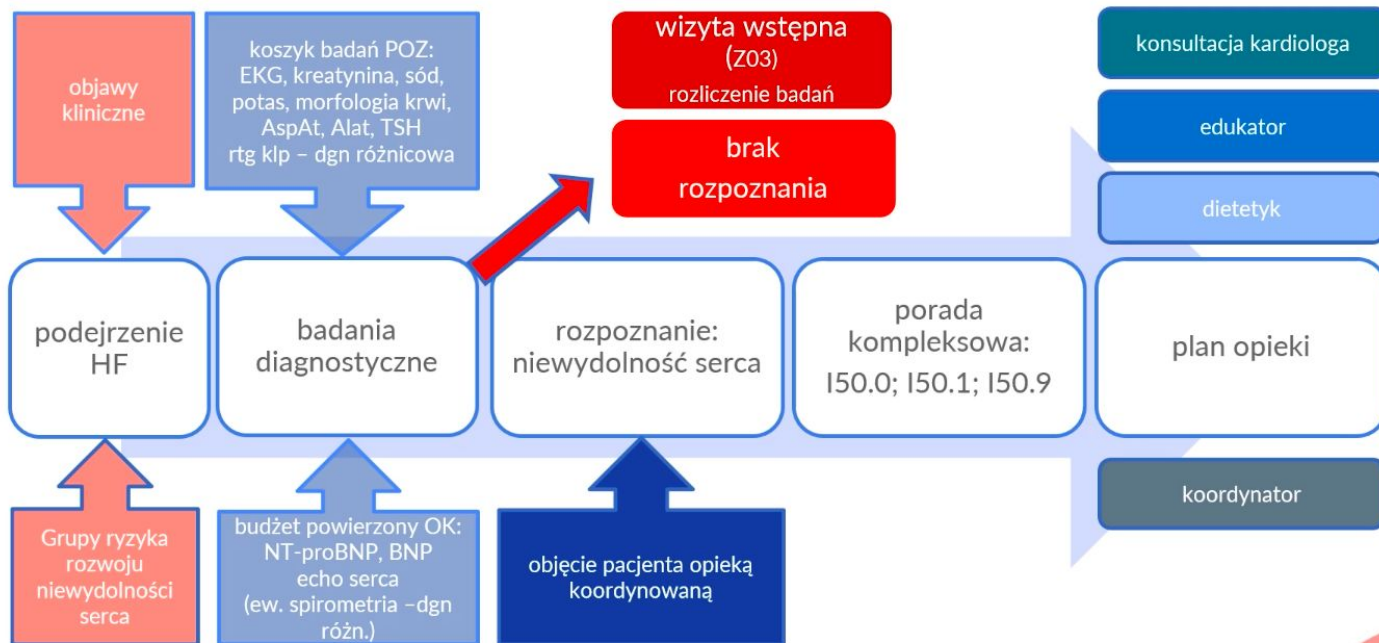 objawy
kliniczne
koszyk badań POZ:
EKG, kreatynina, sód,
potas, morfologia krwi,
AspAt, Alat, TSH
rtg klp – dgn różnicowa
wizyta wstępna
(Z03)
rozliczenie badań
brak
rozpoznania
konsultacja kardiologa
edukator
dietetyk
podejrzenie
HF
badania
diagnostyczne
rozpoznanie:
niewydolność serca
porada
kompleksowa:
I50.0; I50.1; I50.9
plan opieki
Grupy ryzyka
rozwoju
niewydolności
serca
budżet powierzony OK:
NT-proBNP, BNP
echo serca
(ew. spirometria –dgn
różn.)
objęcie pacjenta opieką
koordynowaną
koordynator